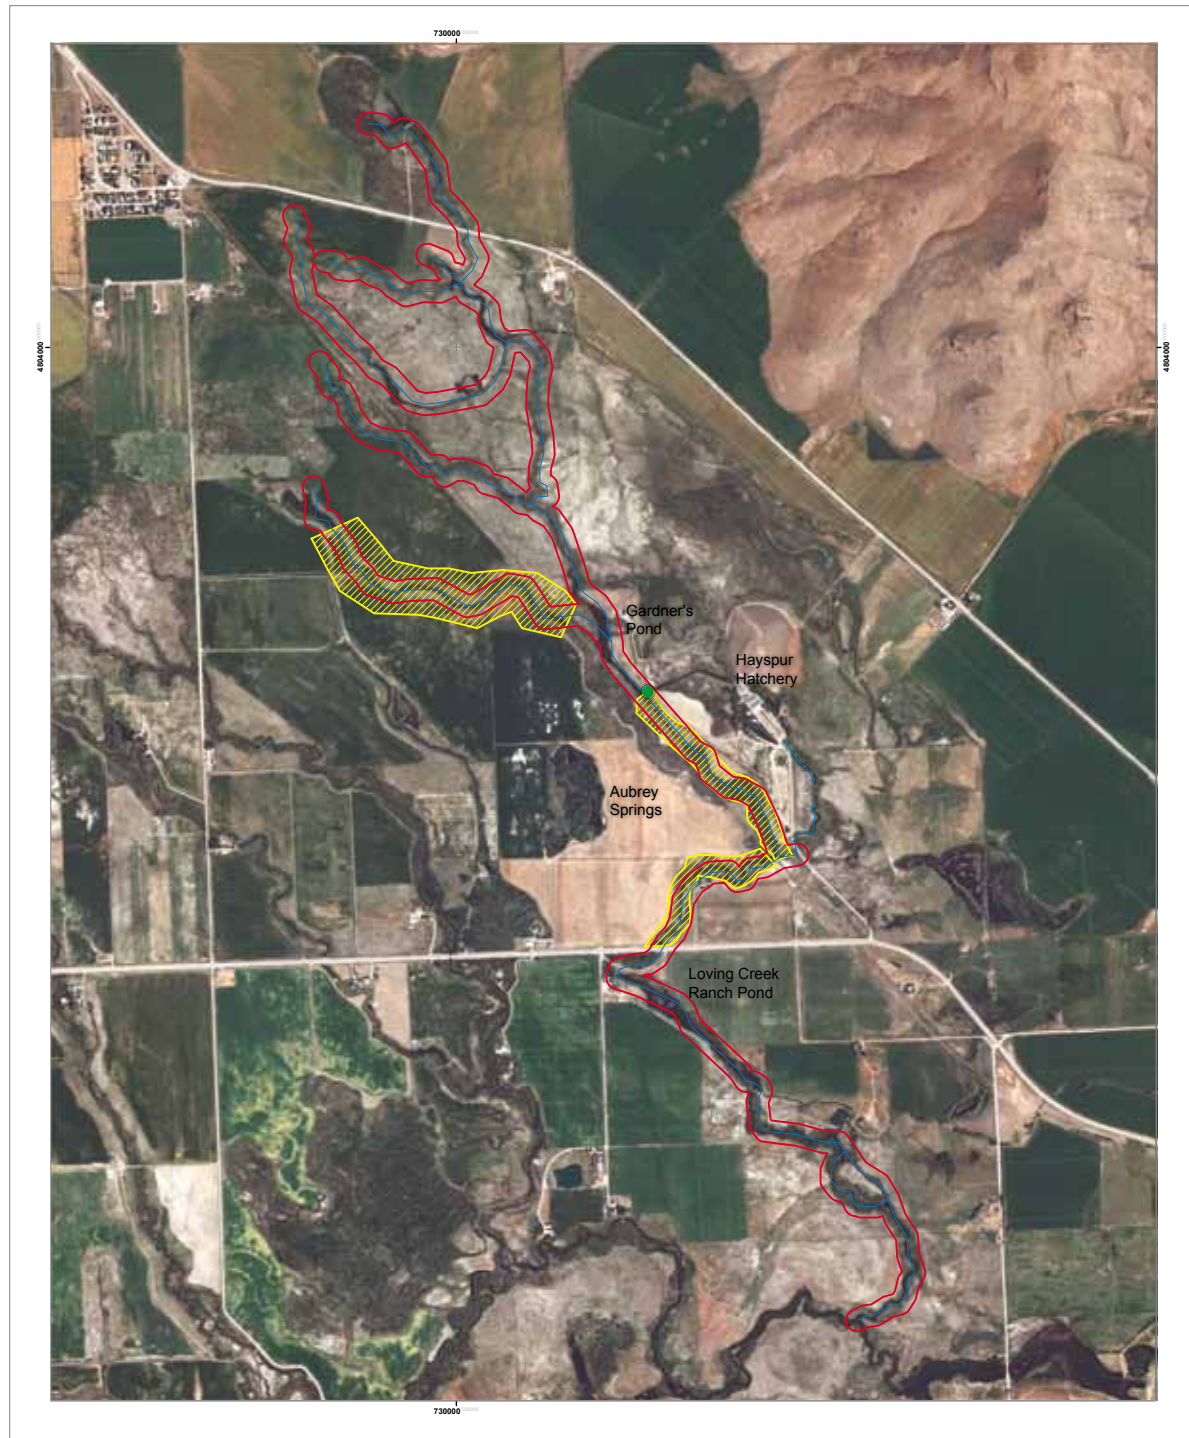 730000
4804000
4804000
Gardner's
Pond
Hayspur
Hatchery
Aubrey
Springs
Loving Creek
Ranch Pond
730000